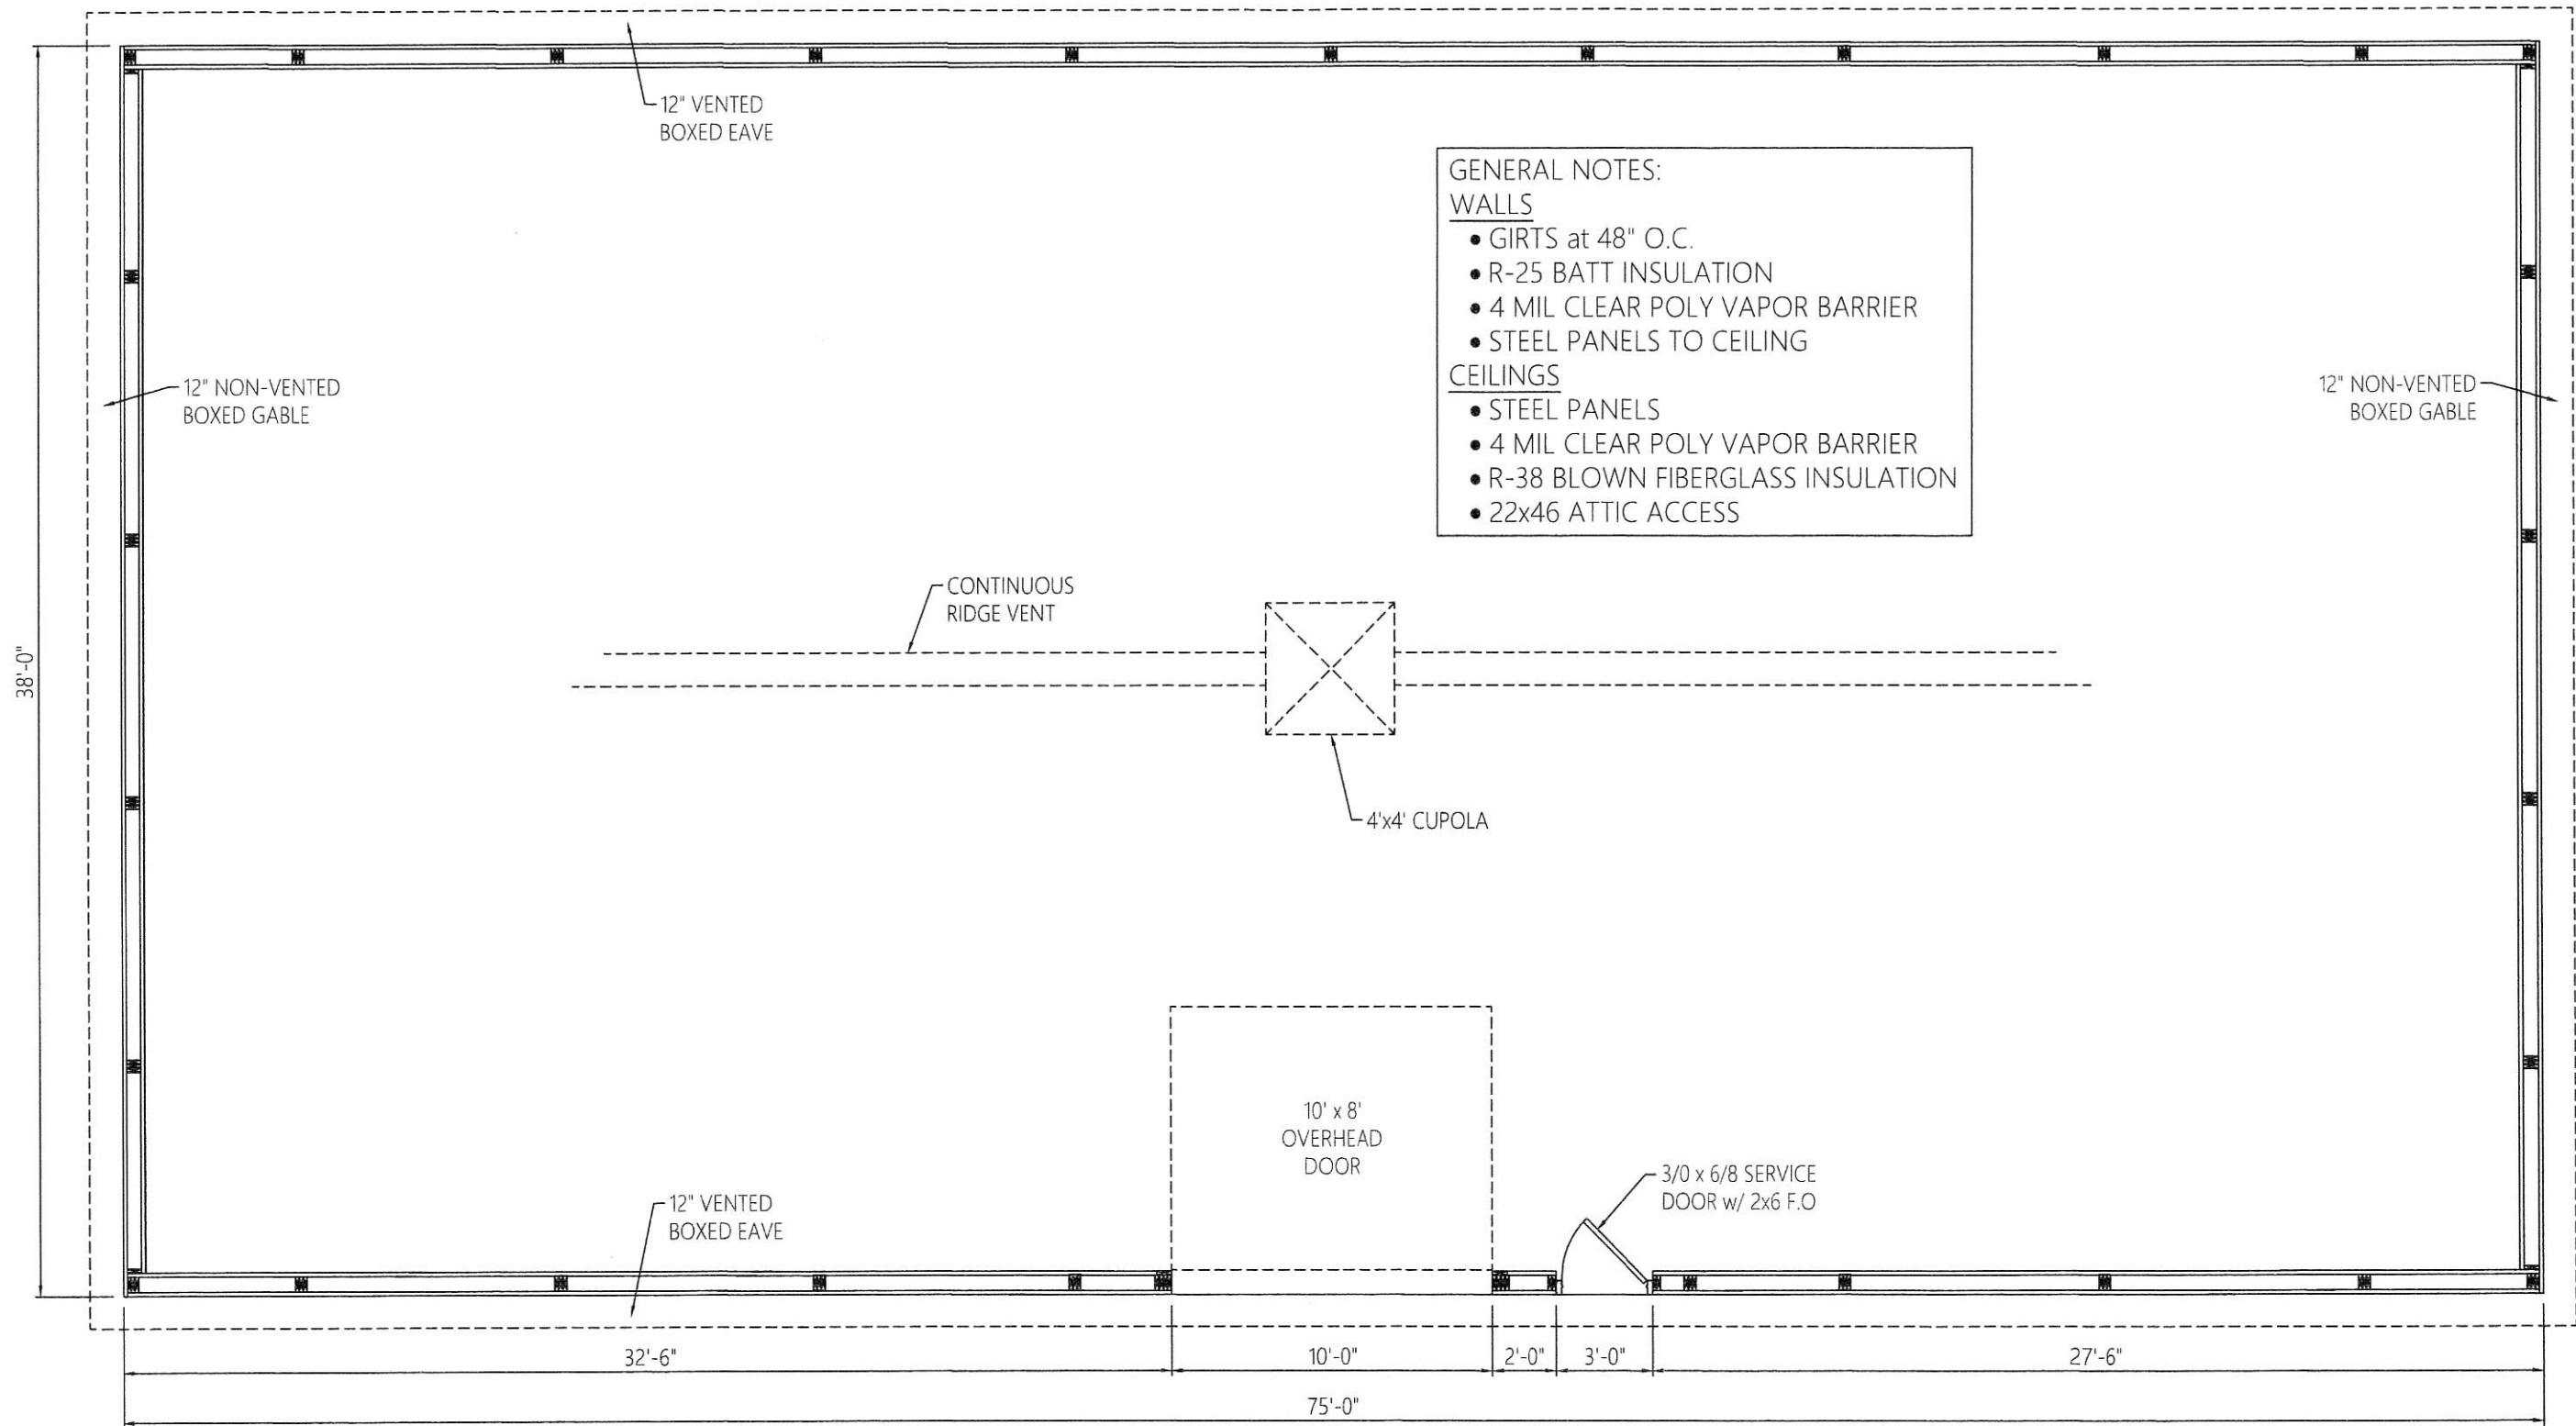 12" VENTED
BOXED EAVE
GENERAL NOTES:
WALLS
• GIRTS at 48" O.C.
• R-25 BATT INSULATION
• 4 MIL CLEAR POLY VAPOR BARRIER
• STEEL PANELS TO CEILING
CEILINGS
• STEEL PANELS
• 4 MIL CLEAR POLY VAPOR BARRIER
• R-38 BLOWN FIBERGLASS INSULATION
• 22x46 ATTIC ACCESS
12" NON-VENTED
BOXED GABLE
12" NON-VENTED
BOXED GABLE
CONTINUOUS
RIDGE VENT
38'-0"
4'x4' CUPOLA
10' x 8'
OVERHEAD
DOOR
3/0 x 6/8 SERVICE
DOOR w/ 2x6 F.O
12" VENTED
BOXED EAVE
32'-6"
10'-0"
2'-0"
3'-0"
27'-6"
75'-0"